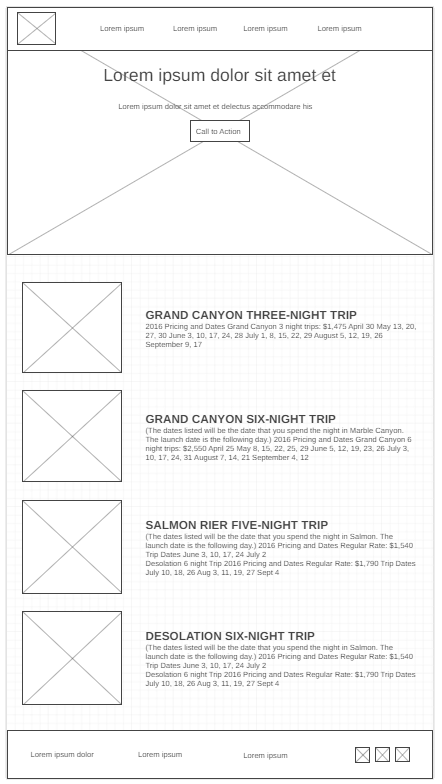 Lorem ipsum Lorem ipsum Lorem ipsum Lorem ipsum
Lorem ipsum dolor sit amet et
Lorem ipsum dolor sit amet et delectus accommodare his
Call to Action
GRAND CANYON THREE-NIGHT TRIP
2016 Pricing and Dates Grand Canyon 3 night trips: $1,475 April 30 May 13, 20,
27, 30 June 3, 10, 17, 24, 28 July 1, 8, 15, 22, 29 August 5, 12, 19, 26
September 9, 17
GRAND CANYON SIX-NIGHT TRIP
(The dates listed will be the date that you spend the night in Marble Canyon.
The launch date is the following day.) 2016 Pricing and Dates Grand Canyon 6
night trips: $2,550 April 25 May 8, 15, 22, 25, 29 June 5, 12, 19, 23, 26 July 3,
10, 17, 24, 31 August 7, 14, 21 September 4, 12
SALMON RIER FIVE-NIGHT TRIP
(The dates listed will be the date that you spend the night in Salmon. The
launch date is the following day.) 2016 Pricing and Dates Regular Rate: $1,540
Trip Dates June 3, 10, 17, 24 July 2
Desolation 6 night Trip 2016 Pricing and Dates Regular Rate: $1,790 Trip Dates
July 10, 18, 26 Aug 3, 11, 19, 27 Sept 4
DESOLATION SIX-NIGHT TRIP
(The dates listed will be the date that you spend the night in Salmon. The
launch date is the following day.) 2016 Pricing and Dates Regular Rate: $1,540
Trip Dates June 3, 10, 17, 24 July 2
Desolation 6 night Trip 2016 Pricing and Dates Regular Rate: $1,790 Trip Dates
July 10, 18, 26 Aug 3, 11, 19, 27 Sept 4
Lorem ipsum dolor Lorem ipsum Lorem ipsum